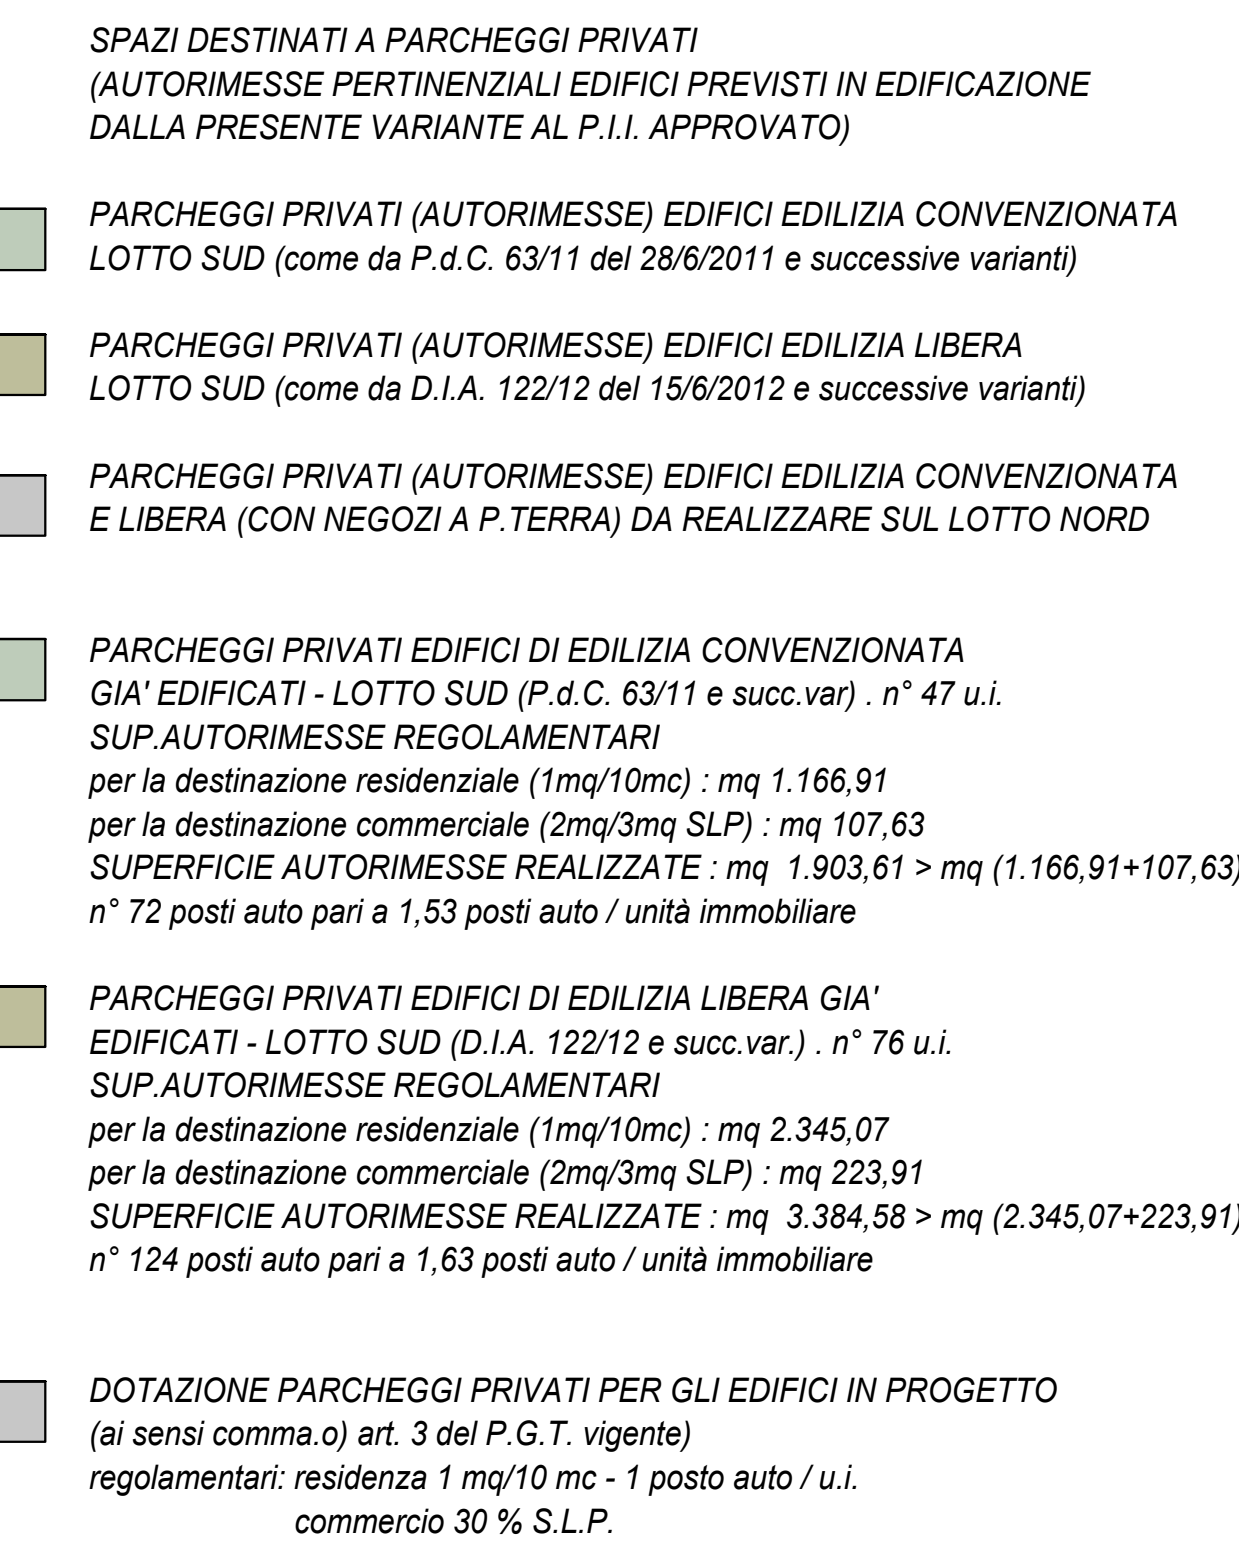 SPAZI DESTINATI A PARCHEGGI PRIVATI
(AUTORIMESSE PERTINENZIALI EDIFICI PREVISTI IN EDIFICAZIONE
DALLA PRESENTE VARIANTE AL P.I.I. APPROVATO)
PARCHEGGI PRIVATI (AUTORIMESSE) EDIFICI EDILIZIA CONVENZIONATA
LOTTO SUD (come da P.d.C. 63/11 del 28/6/2011 e successive varianti)
PARCHEGGI PRIVATI (AUTORIMESSE) EDIFICI EDILIZIA LIBERA
LOTTO SUD (come da D.I.A. 122/12 del 15/6/2012 e successive varianti)
PARCHEGGI PRIVATI (AUTORIMESSE) EDIFICI EDILIZIA CONVENZIONATA
E LIBERA (CON NEGOZI A P.TERRA) DA REALIZZARE SUL LOTTO NORD
PARCHEGGI PRIVATI EDIFICI DI EDILIZIA CONVENZIONATA
GIA' EDIFICATI - LOTTO SUD (P.d.C. 63/11 e succ.var) . n° 47 u.i.
SUP.AUTORIMESSE REGOLAMENTARI
per la destinazione residenziale (1mq/10mc) : mq 1.166,91
per la destinazione commerciale (2mq/3mq SLP) : mq 107,63
SUPERFICIE AUTORIMESSE REALIZZATE : mq  1.903,61 > mq (1.166,91+107,63)
n° 72 posti auto pari a 1,53 posti auto / unità immobiliare
PARCHEGGI PRIVATI EDIFICI DI EDILIZIA LIBERA GIA'
EDIFICATI - LOTTO SUD (D.I.A. 122/12 e succ.var.) . n° 76 u.i.
SUP.AUTORIMESSE REGOLAMENTARI
per la destinazione residenziale (1mq/10mc) : mq 2.345,07
per la destinazione commerciale (2mq/3mq SLP) : mq 223,91
SUPERFICIE AUTORIMESSE REALIZZATE : mq  3.384,58 > mq (2.345,07+223,91)
n° 124 posti auto pari a 1,63 posti auto / unità immobiliare
DOTAZIONE PARCHEGGI PRIVATI PER GLI EDIFICI IN PROGETTO
(ai sensi comma.o) art. 3 del P.G.T. vigente)
regolamentari: residenza 1 mq/10 mc - 1 posto auto / u.i.
commercio 30 % S.L.P.